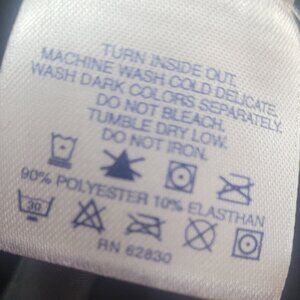 TURN INSIDE OUT.
MACHINE WASH COLD DELICATE,
WASH DARK COLORS SEPARATELY.
DO NOT BLEACH.
TUMBLE DRY LOW.
DO NOT IRON.
90% POLYESTER 10% ELASTHAN
30
RN 62830